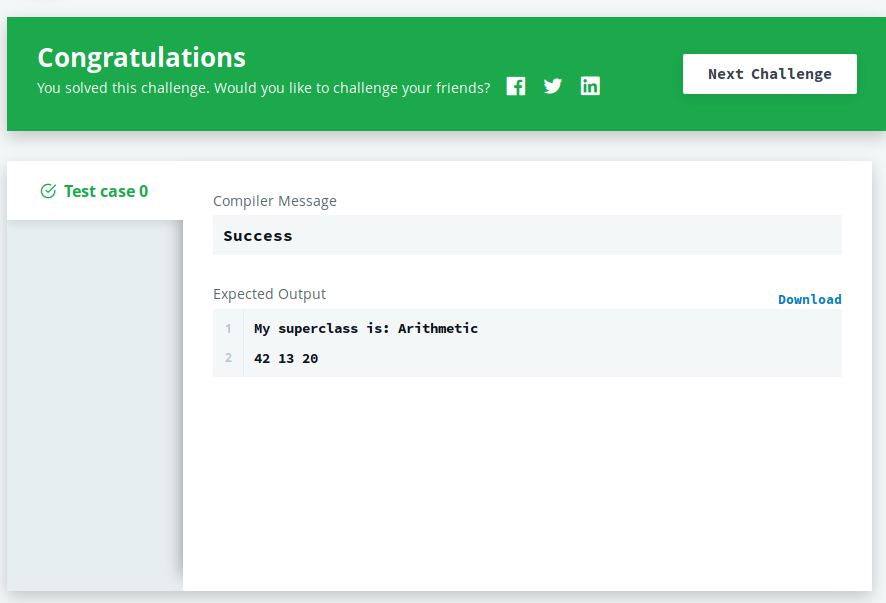 Congratulations
You solved this challenge. Would you like to challenge your friends?
Next Challenge
Test case 0
Compiler Message
Success
Expected Output
Download
1 My superclass is: Arithmetic
2 42 13 20